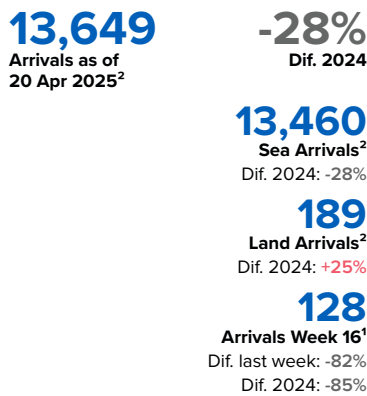 13,649
Arrivals as of
20 Apr 2025²
-28%
Dif. 2024
13,460
Sea Arrivals²
Dif. 2024: -28%
189
Land Arrivals²
Dif. 2024: +25%
128
Arrivals Week 16¹
Dif. last week: -82%
Dif. 2024: -85%